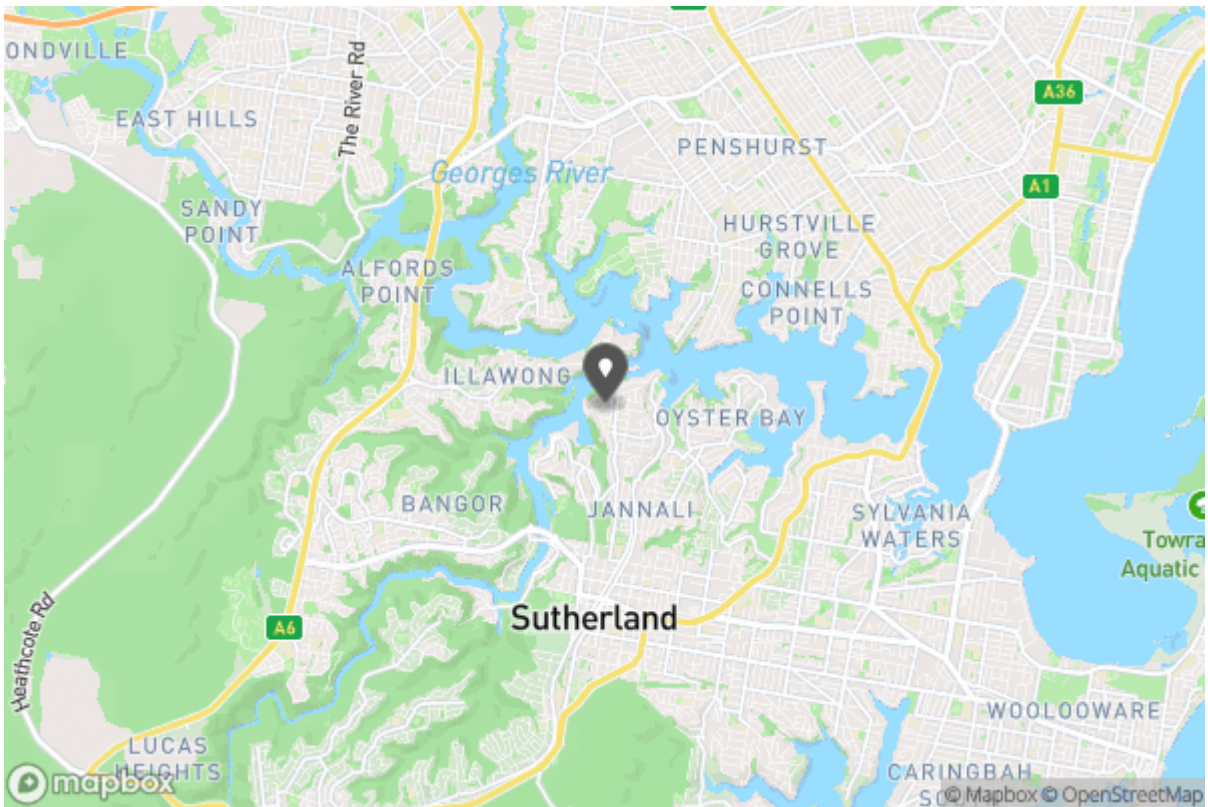 ONDVILLE
A36
EAST HILLS
The River Rd
PENSHURST
Georges River
A1
SANDY
POINT
HURSTVILLE
GROVE
ALFORDS
POINT
CONNELLS
POINT
ILLAWONG
OYSTER BAY
BANGOR
JANNALI
SYLVANIA
WATERS
Towra
Aquatic
Sutherland
A6
Heathcote Rd
WOOLOOWARE
LUCAS
HEIGHTS
CARINGBAH
mapbox
© Mapbox © OpenStreetMap